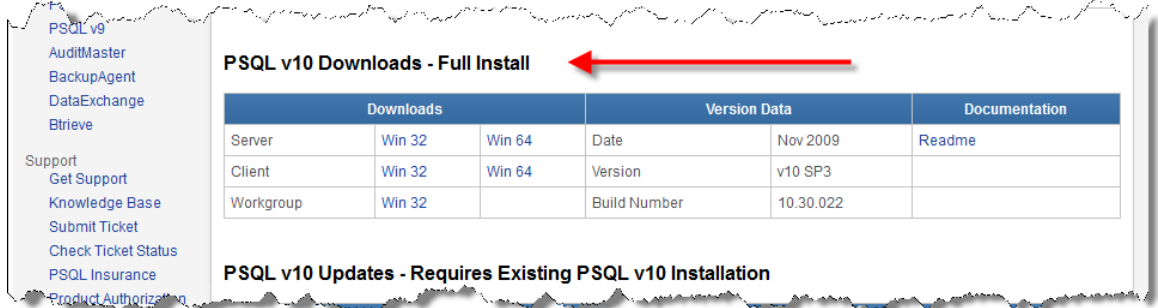 PSQL v9
AuditMaster
BackupAgent
DataExchange
Btrieve
Support
Get Support
Knowledge Base
Submit Ticket
Check Ticket Status
PSQL Insurance
Product Authorization
PSQL v10 Downloads - Full Install
Downloads Version Data Documentation
Server Win 32 Win 64 Date Nov 2009 Readme
Client Win 32 Win 64 Version v10 SP3
Workgroup Win 32 Build Number 10.30.022
PSQL v10 Updates - Requires Existing PSQL v10 Installation